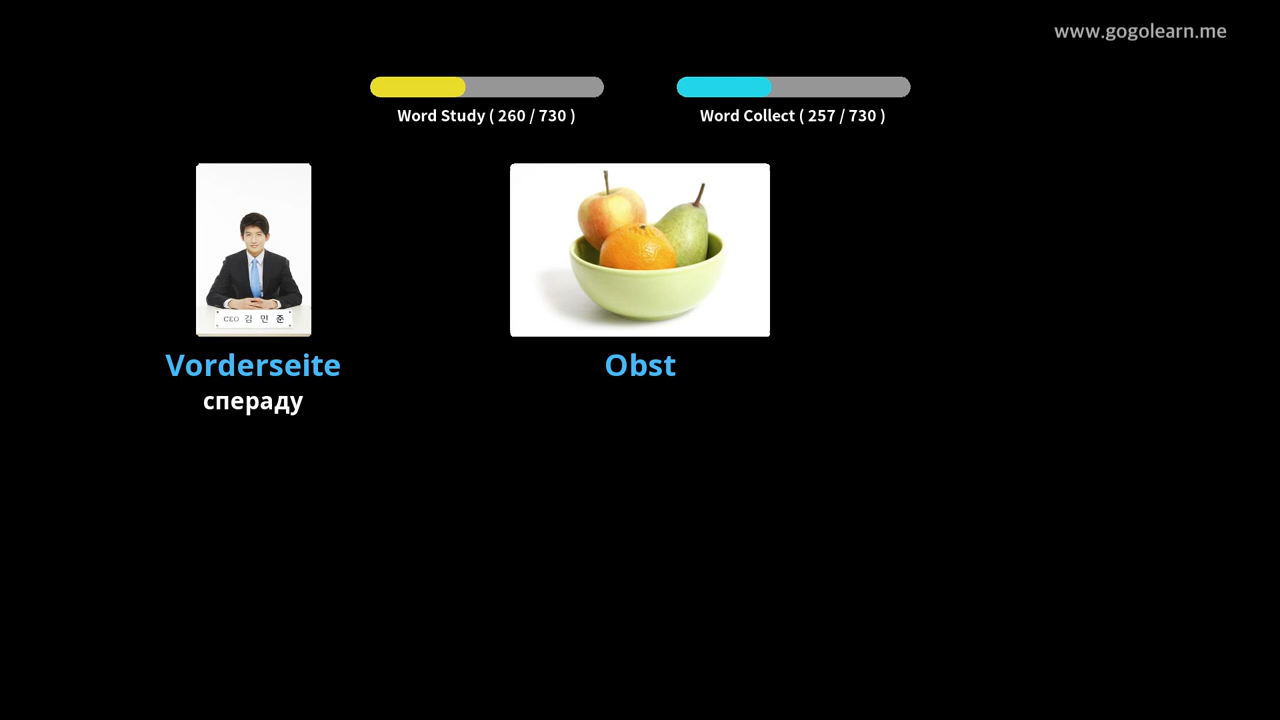 www.gogolearn.me
Word Study ( 260 / 730 )
Word Collect ( 257 / 730 )
CEO 김 민 준
Vorderseite
спераду
Obst